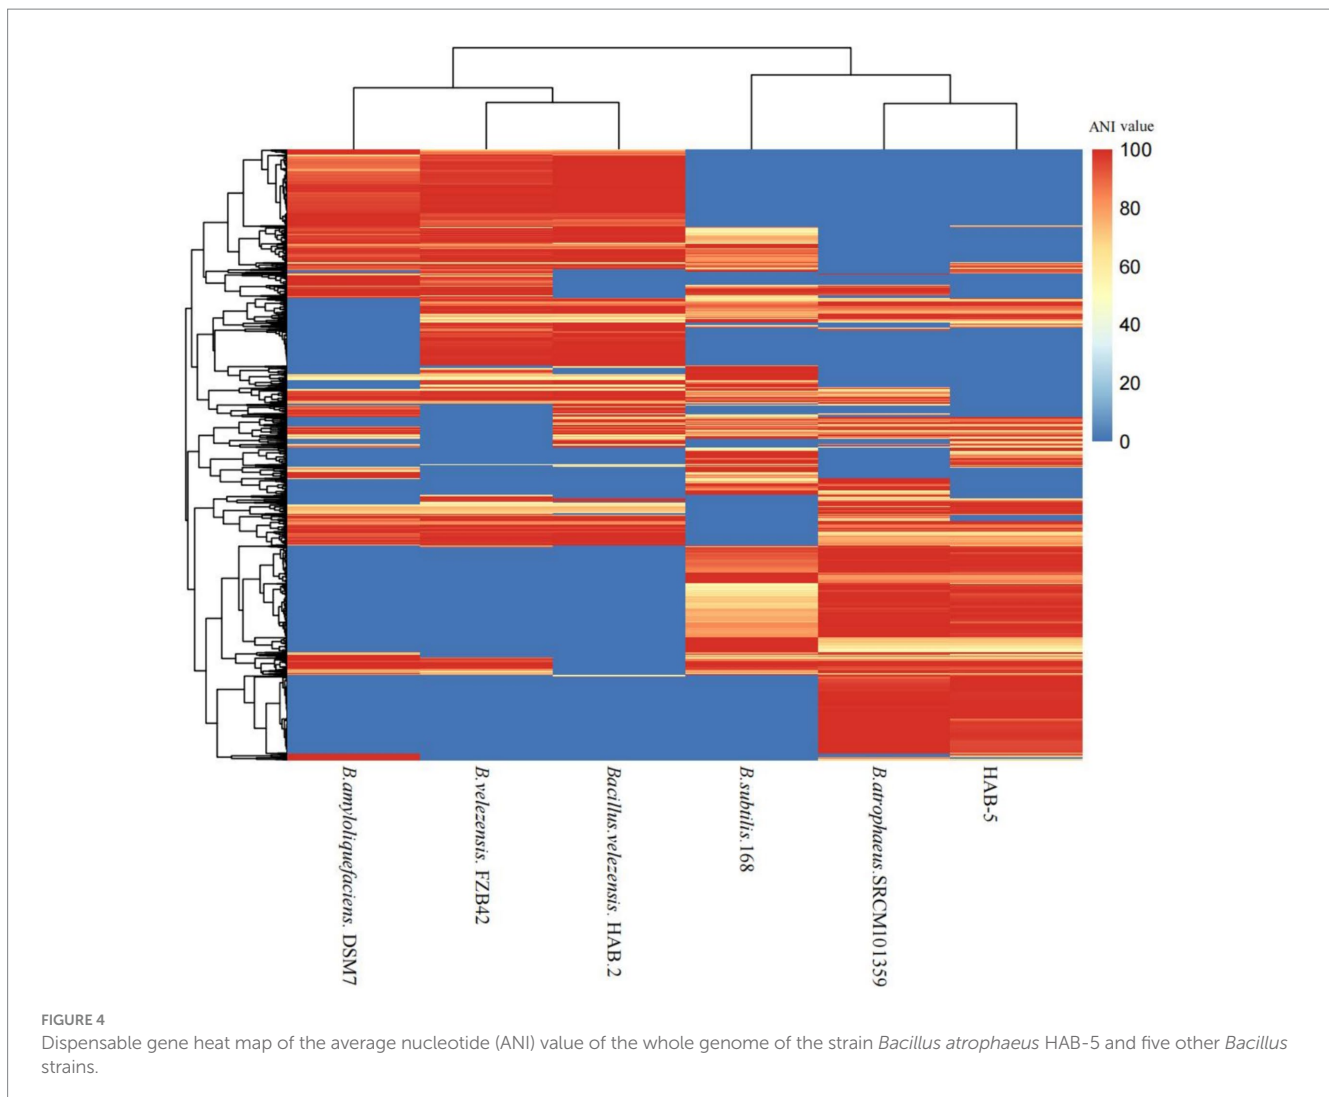 ANI value
100
80
60
40
20
0
B.amyloliquefaciens. DSM7
B.velezensis. FZB42
Bacillus.velezensis. HAB.2
B.subtilis.168
B.atrophaeus.SRCM101359
HAB-5
FIGURE 4
Dispensable gene heat map of the average nucleotide (ANI) value of the whole genome of the strain Bacillus atrophaeus HAB-5 and five other Bacillus
strains.